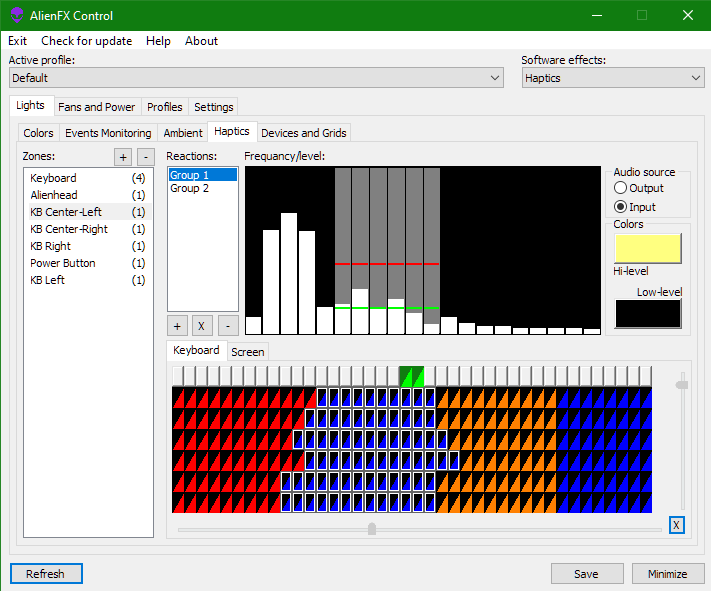 AlienFX Control
Exit Check for update Help About
Active profile: Software effects:
Default Haptics
Lights Fans and Power Profiles Settings
Colors Events Monitoring Ambient Haptics Devices and Grids
Zones: + - Reactions: Frequancy/level:
Keyboard (4)
Alienhead (1)
KB Center-Left (1)
KB Center-Right (1)
KB Right (1)
Power Button (1)
KB Left (1)
Group 1
Group 2
+ X -
Audio source
Output
Input
Colors
Hi-level
Low-level
Keyboard Screen
X
Refresh Save Minimize